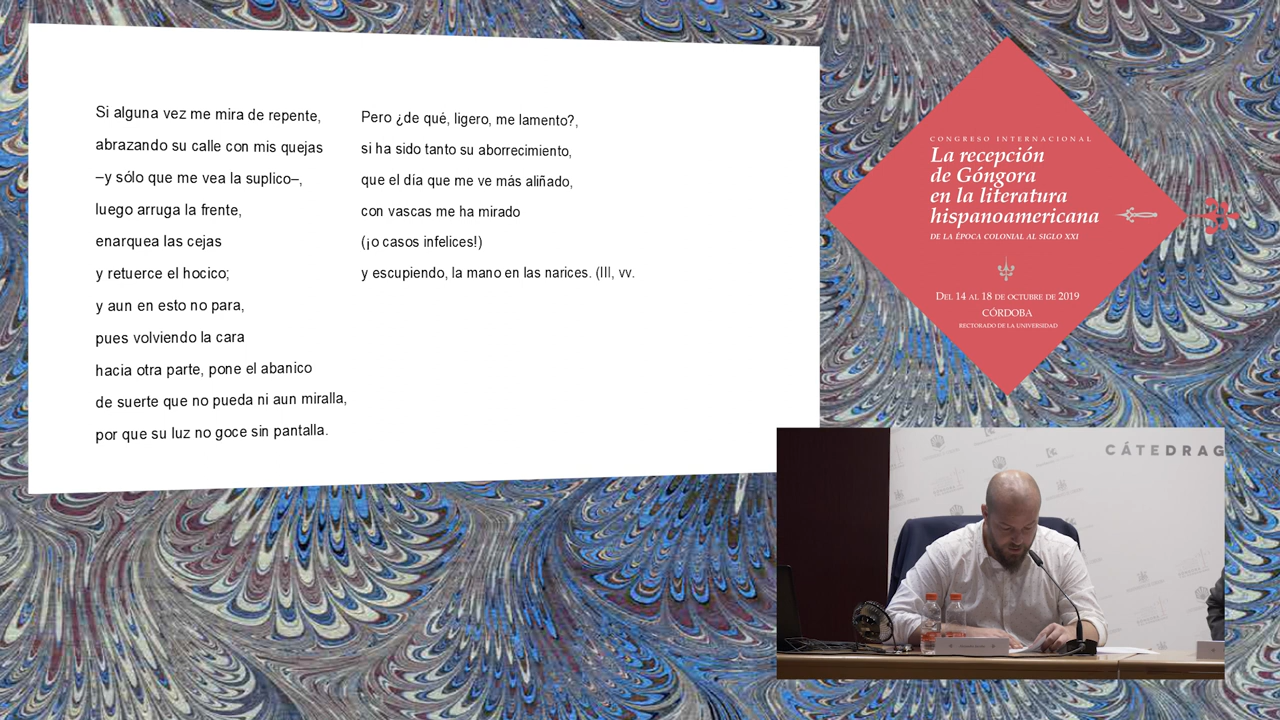 Si alguna vez me mira de repente,
abrazando su calle con mis quejas
–y sólo que me vea la suplico–,
luego arruga la frente,
enarquea las cejas
y retuerce el hocico;
y aun en esto no para,
pues volviendo la cara
hacia otra parte, pone el abanico
de suerte que no pueda ni aun miralla,
por que su luz no goce sin pantalla.
Pero ¿de qué, ligero, me lamento?,
si ha sido tanto su aborrecimiento,
que el día que me ve más aliñado,
con vascas me ha mirado
(¡o casos infelices!)
y escupiendo, la mano en las narices. (III, vv.
CONGRESO INTERNACIONAL
La recepción
de Góngora
en la literatura
hispanoamericana
DE LA ÉPOCA COLONIAL AL SIGLO XXI
DEL 14 AL 18 DE OCTUBRE DE 2019
CÓRDOBA
RECTORADO DE LA UNIVERSIDAD
CÁTEDRAG